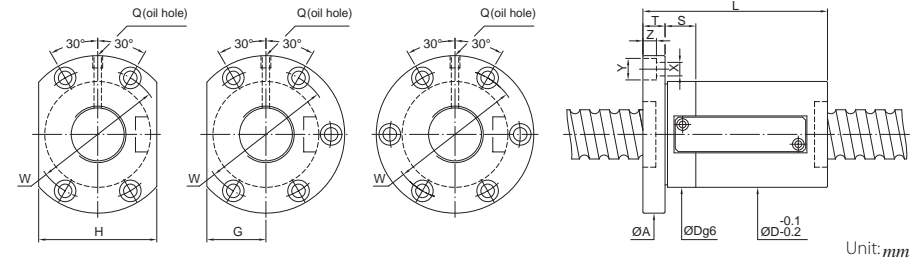 Q(oil hole)
Q(oil hole)
Q(oil hole)
30° 30°
30° 30°
30° 30°
W
W
W
H
G
L
T S
Z
Y
X
ØA
ØDg6
-0.1
ØD-0.2
Unit:mm